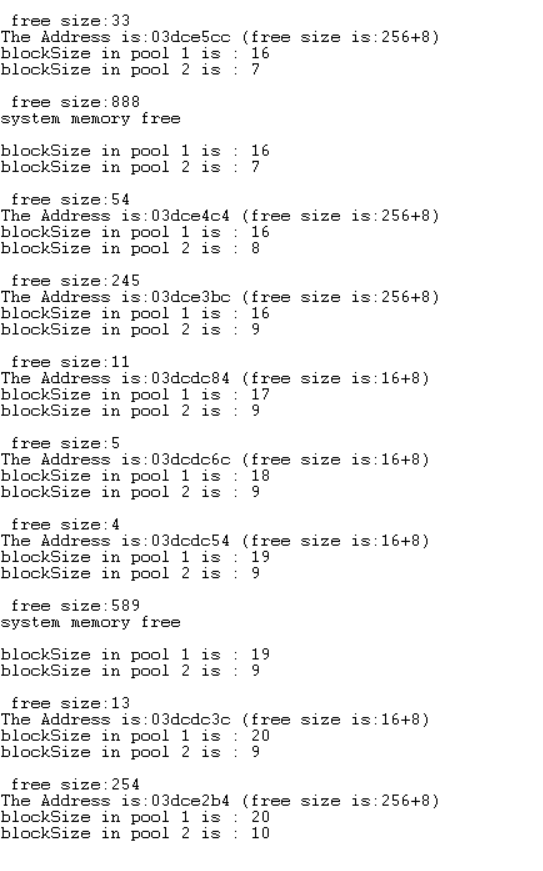 free size:33
The Address is:03dce5cc (free size is:256+8)
blockSize in pool 1 is : 16
blockSize in pool 2 is : 7
free size:888
system memory free
blockSize in pool 1 is : 16
blockSize in pool 2 is : 7
free size:54
The Address is:03dce4c4 (free size is:256+8)
blockSize in pool 1 is : 16
blockSize in pool 2 is : 8
free size:245
The Address is:03dce3bc (free size is:256+8)
blockSize in pool 1 is : 16
blockSize in pool 2 is : 9
free size:11
The Address is:03dcdc84 (free size is:16+8)
blockSize in pool 1 is : 17
blockSize in pool 2 is : 9
free size:5
The Address is:03dcdc6c (free size is:16+8)
blockSize in pool 1 is : 18
blockSize in pool 2 is : 9
free size:4
The Address is:03dcdc54 (free size is:16+8)
blockSize in pool 1 is : 19
blockSize in pool 2 is : 9
free size:589
system memory free
blockSize in pool 1 is : 19
blockSize in pool 2 is : 9
free size:13
The Address is:03dcdc3c (free size is:16+8)
blockSize in pool 1 is : 20
blockSize in pool 2 is : 9
free size:254
The Address is:03dce2b4 (free size is:256+8)
blockSize in pool 1 is : 20
blockSize in pool 2 is : 10